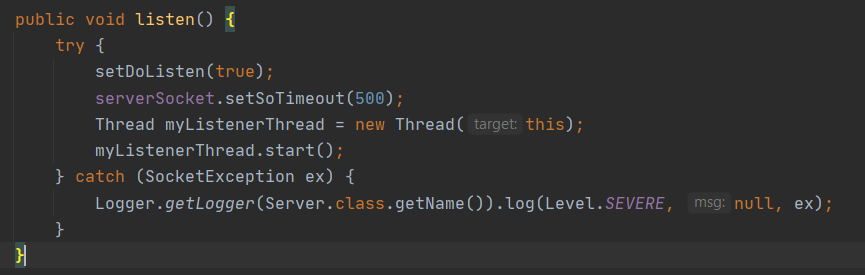 public void listen() {
    try {
        setDoListen(true);
        serverSocket.setSoTimeout(500);
        Thread myListenerThread = new Thread( target: this);
        myListenerThread.start();
    } catch (SocketException ex) {
        Logger.getLogger(Server.class.getName()).log(Level.SEVERE, msg: null, ex);
    }
}